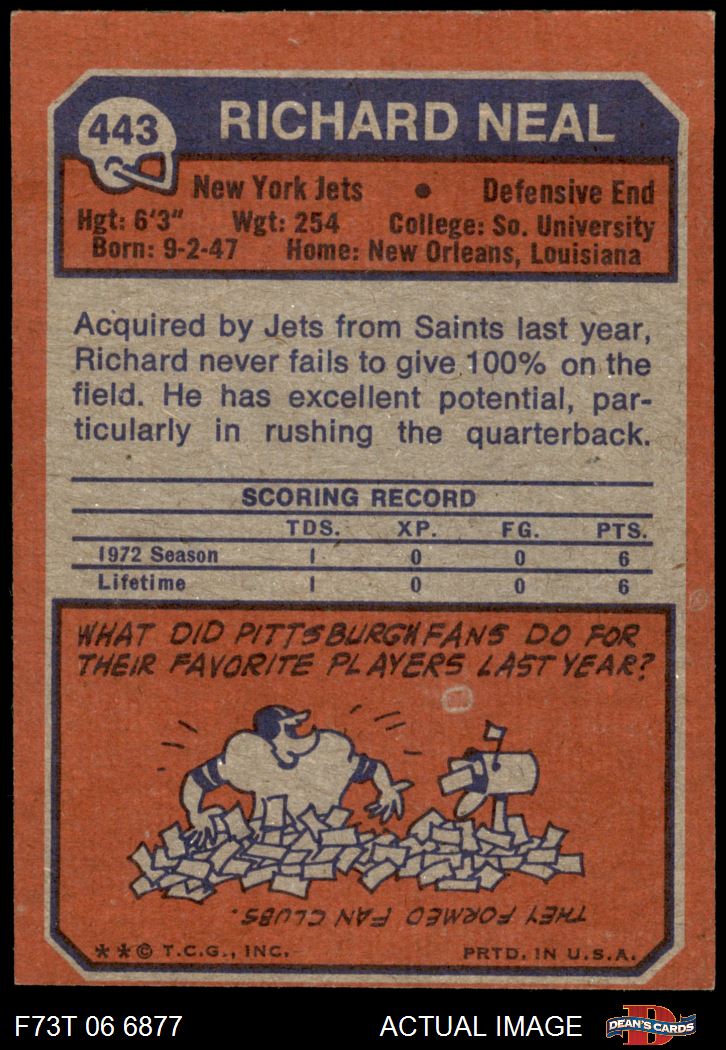 443
RICHARD NEAL
New York Jets • Defensive End
Hgt: 6'3" Wgt: 254 College: So. University
Born: 9-2-47 Home: New Orleans, Louisiana
Acquired by Jets from Saints last year,
Richard never fails to give 100% on the
field. He has excellent potential, par-
ticularly in rushing the quarterback.
SCORING RECORD
TDS. XP. FG. PTS.
1972 Season 1 0 0 6
Lifetime 1 0 0 6
WHAT DID PITTSBURGH FANS DO FOR
THEIR FAVORITE PLAYERS LAST YEAR?
THEY FORMED FAN CLUBS.
**© T.C.G., INC. PRTD. IN U.S.A.
F73T 06 6877 ACTUAL IMAGE DEAN'S CARDS